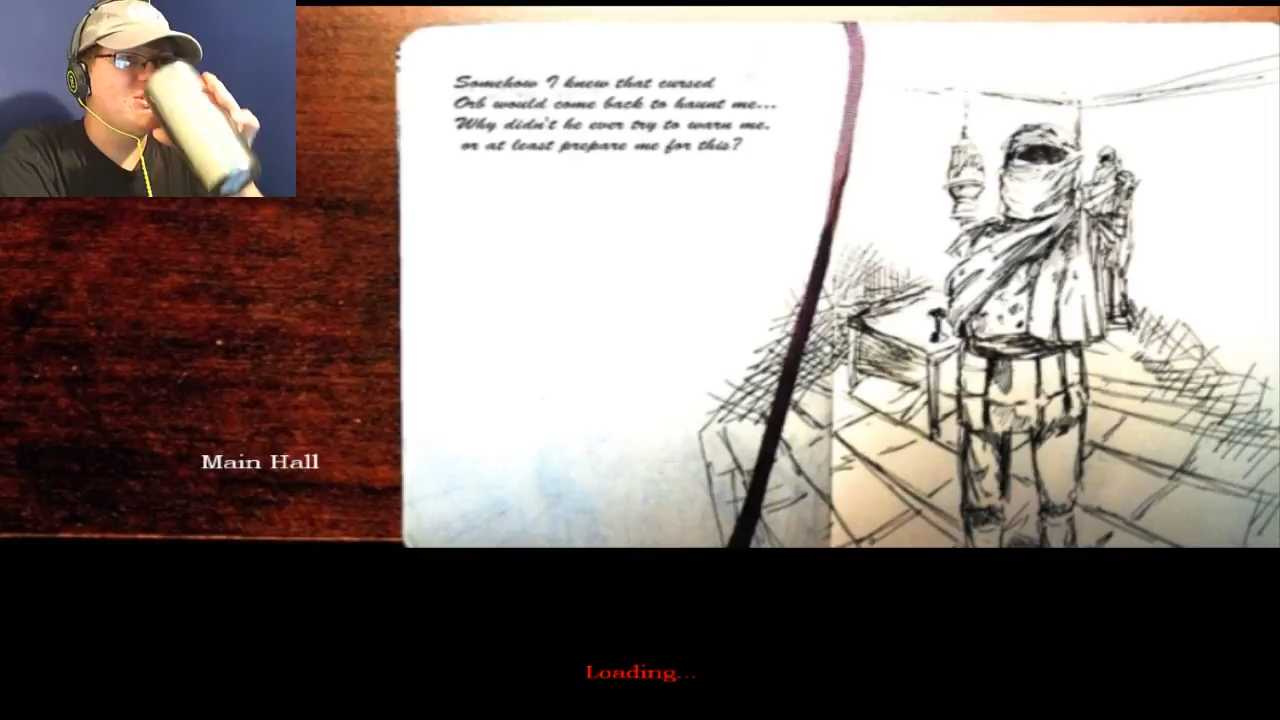 Somehow I knew that cursed
Orb would come back to haunt me...
Why didn't he ever try to warn me,
or at least prepare me for this?
Main Hall
Loading...